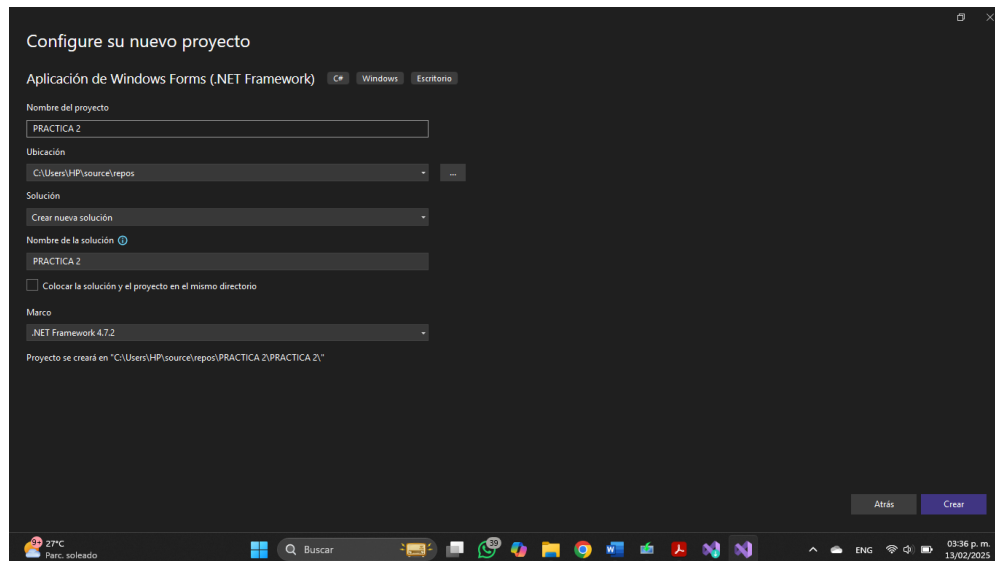 Configure su nuevo proyecto
Aplicación de Windows Forms (.NET Framework) C# Windows Escritorio
Nombre del proyecto
PRACTICA 2
Ubicación
C:\Users\HP\source\repos
...
Solución
Crear nueva solución
Nombre de la solución
PRACTICA 2
Colocar la solución y el proyecto en el mismo directorio
Marco
.NET Framework 4.7.2
Proyecto se creará en "C:\Users\HP\source\repos\PRACTICA 2\PRACTICA 2\"
Atrás Crear
9+ 27°C
Parc. soleado
Buscar
39
ENG
03:36 p. m.
13/02/2025